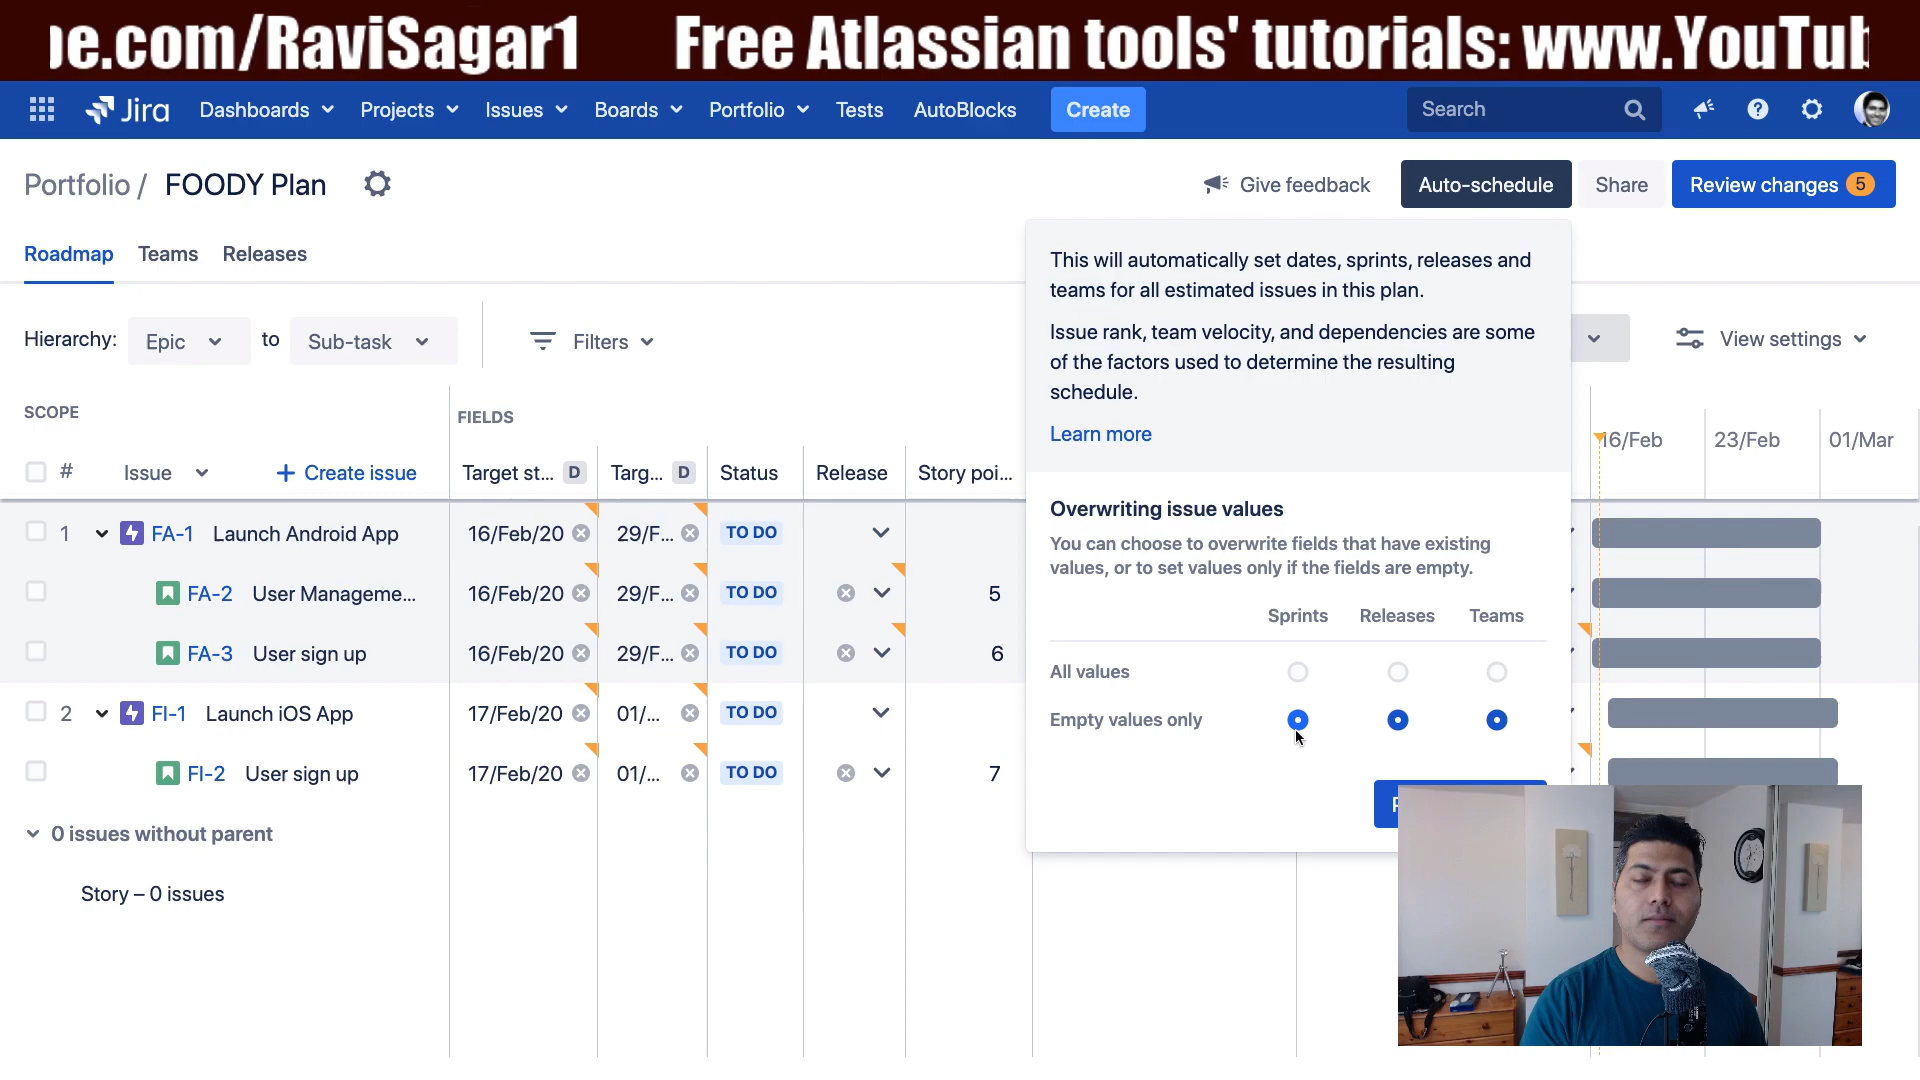 be.com/RaviSagar1 Free Atlassian tools' tutorials: www.YouTub
Jira Dashboards Projects Issues Boards Portfolio Tests AutoBlocks Create Search
Portfolio / FOODY Plan Give feedback Auto-schedule Share Review changes 5
Roadmap Teams Releases
This will automatically set dates, sprints, releases and
teams for all estimated issues in this plan.
Issue rank, team velocity, and dependencies are some
of the factors used to determine the resulting
schedule.
Learn more
Hierarchy: Epic to Sub-task Filters View settings
SCOPE FIELDS
# Issue + Create issue Target st... D Targ... D Status Release Story poi... 16/Feb 23/Feb 01/Mar
1 FA-1 Launch Android App 16/Feb/20 29/F... TO DO
FA-2 User Manageme... 16/Feb/20 29/F... TO DO 5
FA-3 User sign up 16/Feb/20 29/F... TO DO 6
2 FI-1 Launch iOS App 17/Feb/20 01/... TO DO
FI-2 User sign up 17/Feb/20 01/... TO DO 7
0 issues without parent
Story – 0 issues
Overwriting issue values
You can choose to overwrite fields that have existing
values, or to set values only if the fields are empty.
Sprints Releases Teams
All values
Empty values only